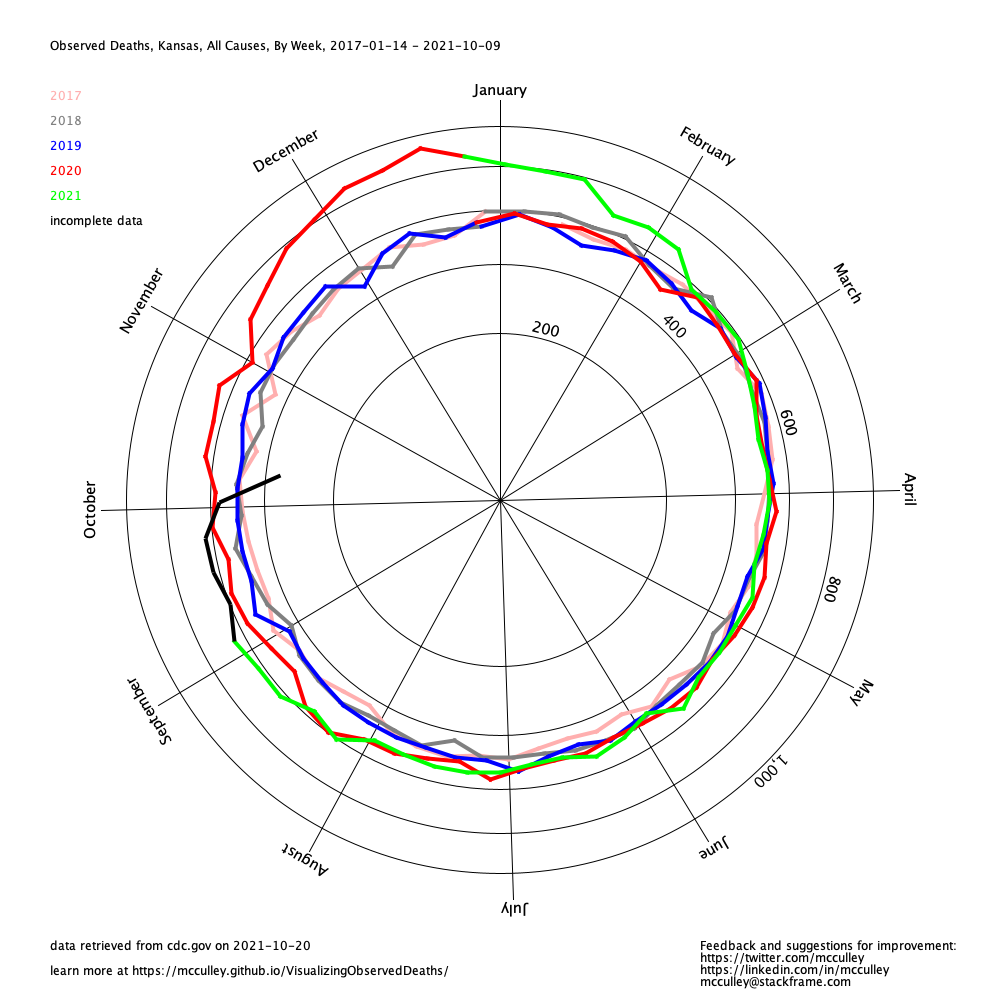 Observed Deaths, Kansas, All Causes, By Week, 2017-01-14 - 2021-10-09
2017
2018
2019
2020
2021
incomplete data
January
February
March
April
May
June
July
August
September
October
November
December
200
400
600
800
1,000
data retrieved from cdc.gov on 2021-10-20
learn more at https://mcculley.github.io/VisualizingObservedDeaths/
Feedback and suggestions for improvement:
https://twitter.com/mcculley
https://linkedin.com/in/mcculley
mcculley@stackframe.com